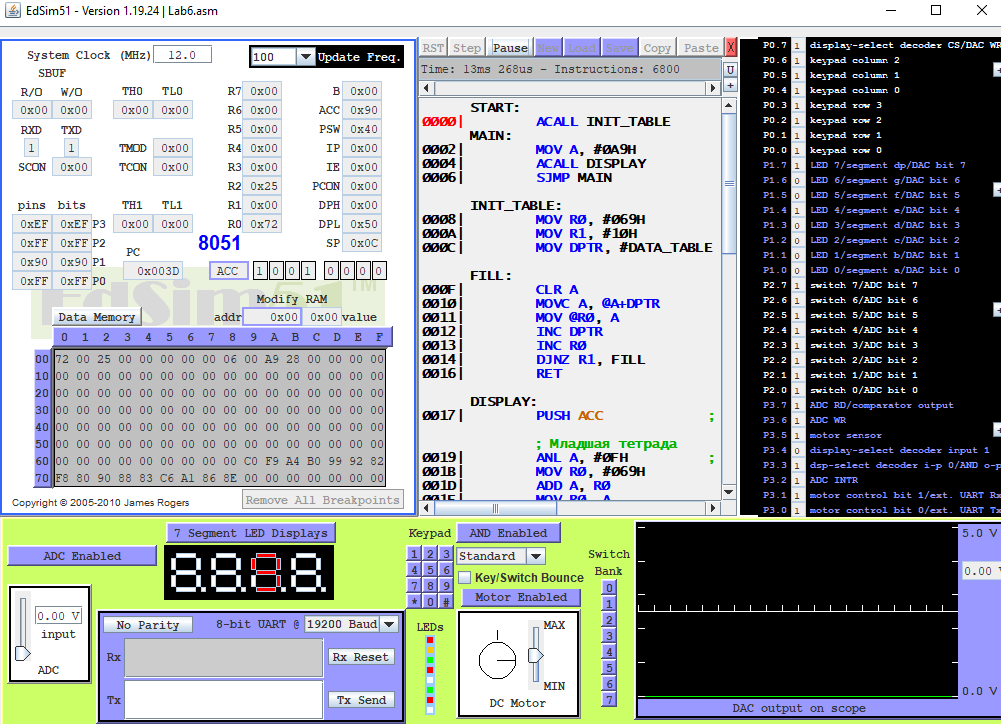 EdSim51 - Version 1.19.24 | Lab6.asm
System Clock (MHz) 12.0
100 Update Freq.
SBUF
R/O W/O TH0 TL0 R7 0x00 B 0x00
0x00 0x00 0x00 0x00 R6 0x00 ACC 0x90
RXD TXD R5 0x00 PSW 0x40
1 1 TMOD 0x00 R4 0x00 IP 0x00
SCON 0x00 TCON 0x00 R3 0x00 IE 0x00
R2 0x25 PCON 0x00
pins bits TH1 TL1 R1 0x00 DPH 0x00
0xEF 0xEF P3 0x00 0x00 R0 0x72 DPL 0x50
0xFF 0xFF P2 8051 SP 0x0C
0x90 0x90 P1 PC
0xFF 0xFF P0 0x003D ACC 1 0 0 1 0 0 0 0
EdSim51™
Modify RAM
Data Memory addr 0x00 0x00 value
0 1 2 3 4 5 6 7 8 9 A B C D E F
00 72 00 25 00 00 00 00 00 06 00 A9 28 00 00 00 00
10 00 00 00 00 00 00 00 00 00 00 00 00 00 00 00 00
20 00 00 00 00 00 00 00 00 00 00 00 00 00 00 00 00
30 00 00 00 00 00 00 00 00 00 00 00 00 00 00 00 00
40 00 00 00 00 00 00 00 00 00 00 00 00 00 00 00 00
50 00 00 00 00 00 00 00 00 00 00 00 00 00 00 00 00
60 00 00 00 00 00 00 00 00 00 C0 F9 A4 B0 99 92 82
70 F8 80 90 88 83 C6 A1 86 8E 00 00 00 00 00 00 00
Copyright © 2005-2010 James Rogers Remove All Breakpoints
RST Step Pause New Load Save Copy Paste X
Time: 13ms 268us - Instructions: 6800 U
+
START:
0000| ACALL INIT_TABLE
MAIN:
0002| MOV A, #0A9H
0004| ACALL DISPLAY
0006| SJMP MAIN
INIT_TABLE:
0008| MOV R0, #069H
000A| MOV R1, #10H
000C| MOV DPTR, #DATA_TABLE
FILL:
000F| CLR A
0010| MOVC A, @A+DPTR
0011| MOV @R0, A
0012| INC DPTR
0013| INC R0
0014| DJNZ R1, FILL
0016| RET
DISPLAY:
0017| PUSH ACC ;
; Младшая тетрада
0019| ANL A, #0FH ;
001B| MOV R0, #069H
001D| ADD A, R0
001F| MOV R0, A
P0.7 1 display-select decoder CS/DAC WR
P0.6 1 keypad column 2
P0.5 1 keypad column 1
P0.4 1 keypad column 0
P0.3 1 keypad row 3
P0.2 1 keypad row 2
P0.1 1 keypad row 1
P0.0 1 keypad row 0
P1.7 1 LED 7/segment dp/DAC bit 7
P1.6 0 LED 6/segment g/DAC bit 6
P1.5 0 LED 5/segment f/DAC bit 5
P1.4 1 LED 4/segment e/DAC bit 4
P1.3 0 LED 3/segment d/DAC bit 3
P1.2 0 LED 2/segment c/DAC bit 2
P1.1 0 LED 1/segment b/DAC bit 1
P1.0 0 LED 0/segment a/DAC bit 0
P2.7 1 switch 7/ADC bit 7
P2.6 1 switch 6/ADC bit 6
P2.5 1 switch 5/ADC bit 5
P2.4 1 switch 4/ADC bit 4
P2.3 1 switch 3/ADC bit 3
P2.2 1 switch 2/ADC bit 2
P2.1 1 switch 1/ADC bit 1
P2.0 1 switch 0/ADC bit 0
P3.7 1 ADC RD/comparator output
P3.6 1 ADC WR
P3.5 1 motor sensor
P3.4 0 display-select decoder input 1
P3.3 1 dsp-select decoder i-p 0/AND o-p
P3.2 1 ADC INTR
P3.1 1 motor control bit 1/ext. UART Rx
P3.0 1 motor control bit 0/ext. UART Tx
ADC Enabled
0.00 V
input
ADC
7 Segment LED Displays
8.8.8.8.
No Parity 8-bit UART @ 19200 Baud
Rx Rx Reset
Tx Tx Send
Keypad AND Enabled
1 2 3 Standard
4 5 6 Key/Switch Bounce
7 8 9 Motor Enabled
* 0 #
LEDs
MAX
MIN
DC Motor
Switch
Bank
0
1
2
3
4
5
6
7
5.0 V
0.00 V
0.0 V
DAC output on scope